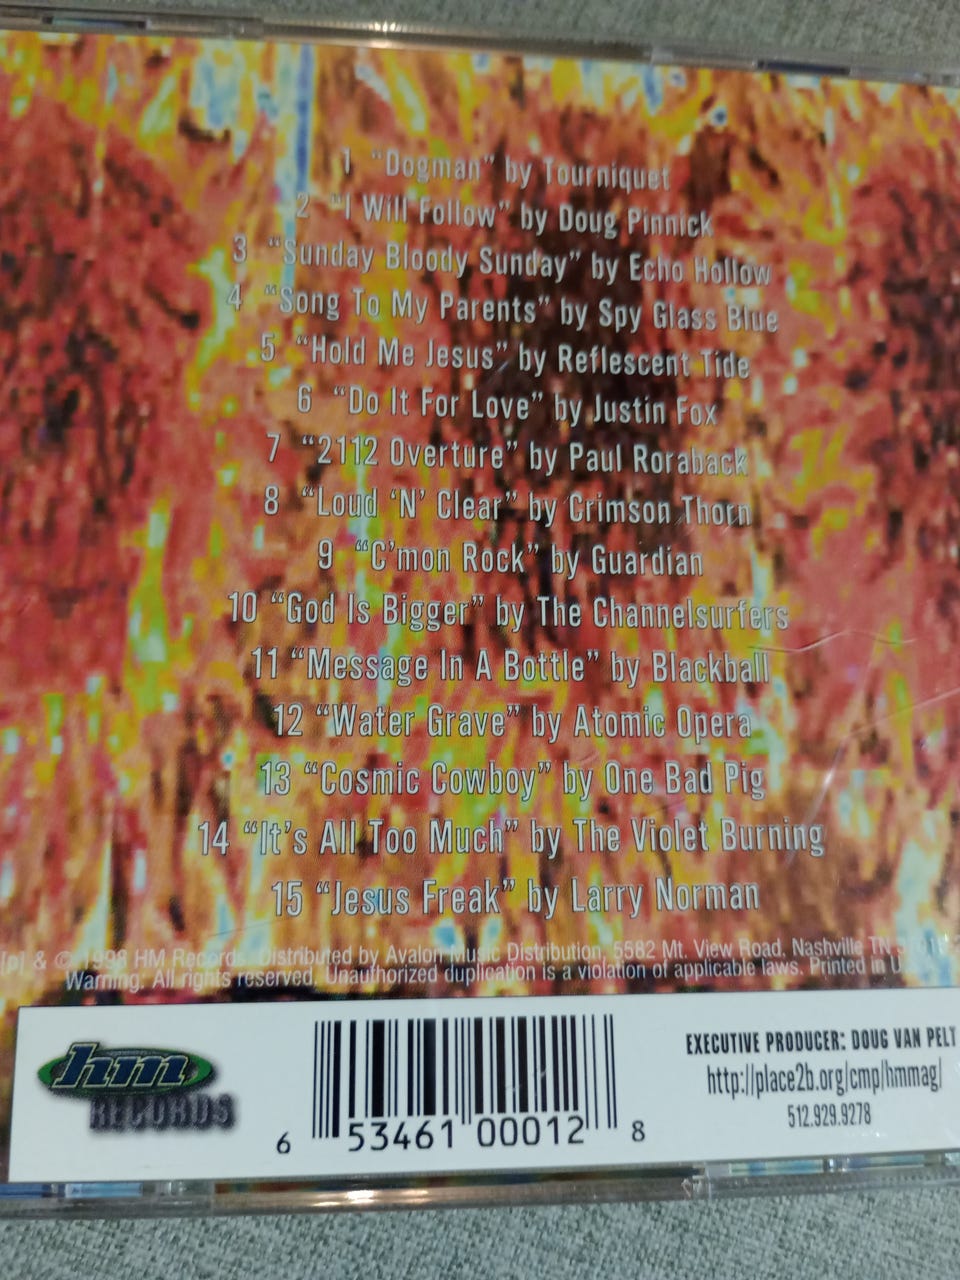 1 "Dogman" by Tourniquet
2 "I Will Follow" by Doug Pinnick
3 "Sunday Bloody Sunday" by Echo Hollow
4 "Song To My Parents" by Spy Glass Blue
5 "Hold Me Jesus" by Reflescent Tide
6 "Do It For Love" by Justin Fox
7 "2112 Overture" by Paul Roraback
8 "Loud 'N' Clear" by Crimson Thorn
9 "C'mon Rock" by Guardian
10 "God Is Bigger" by The Channelsurfers
11 "Message In A Bottle" by Blackball
12 "Water Grave" by Atomic Opera
13 "Cosmic Cowboy" by One Bad Pig
14 "It's All Too Much" by The Violet Burning
15 "Jesus Freak" by Larry Norman
[p] & © 1998 HM Records. Distributed by Avalon Music Distribution, 5582 Mt. View Road, Nashville TN
Warning: All rights reserved. Unauthorized duplication is a violation of applicable laws. Printed in
hm
RECORDS
6 53461 00012 8
EXECUTIVE PRODUCER: DOUG VAN PELT
http://place2b.org/cmp/hmmag/
512.929.9278